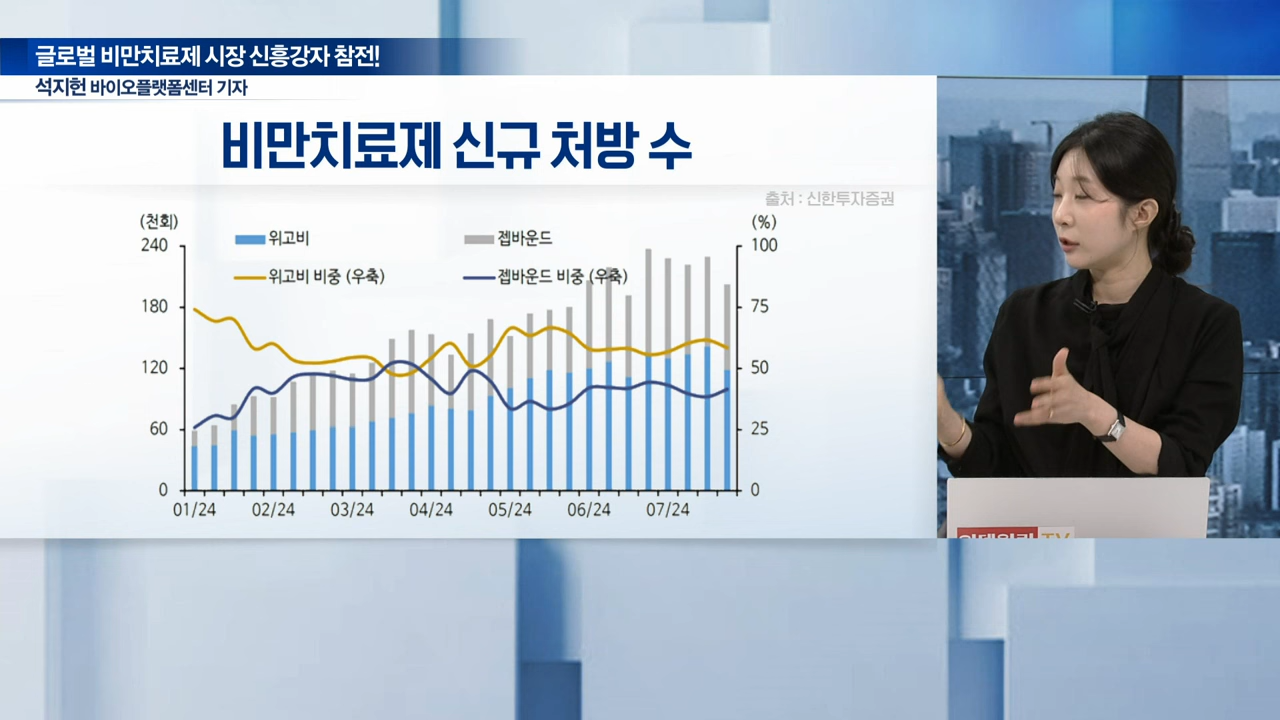 글로벌 비만치료제 시장 신흥강자 참전!
석지헌 바이오플랫폼센터 기자
비만치료제 신규 처방 수
출처 : 신한투자증권
(천회) (%)
위고비 젭바운드
위고비 비중 (우축) 젭바운드 비중 (우축)
240 100
180 75
120 50
60 25
0 0
01/24 02/24 03/24 04/24 05/24 06/24 07/24
TV